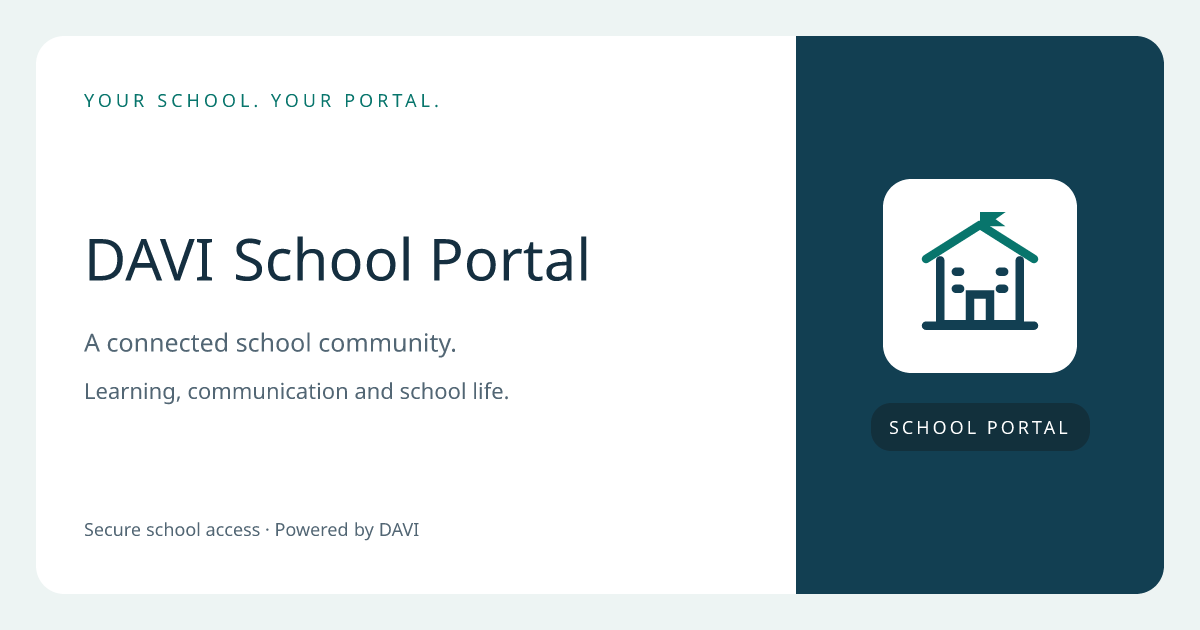 YOUR SCHOOL. YOUR PORTAL.
DAVI School Portal
A connected school community.
Learning, communication and school life.
Secure school access · Powered by DAVI
SCHOOL PORTAL